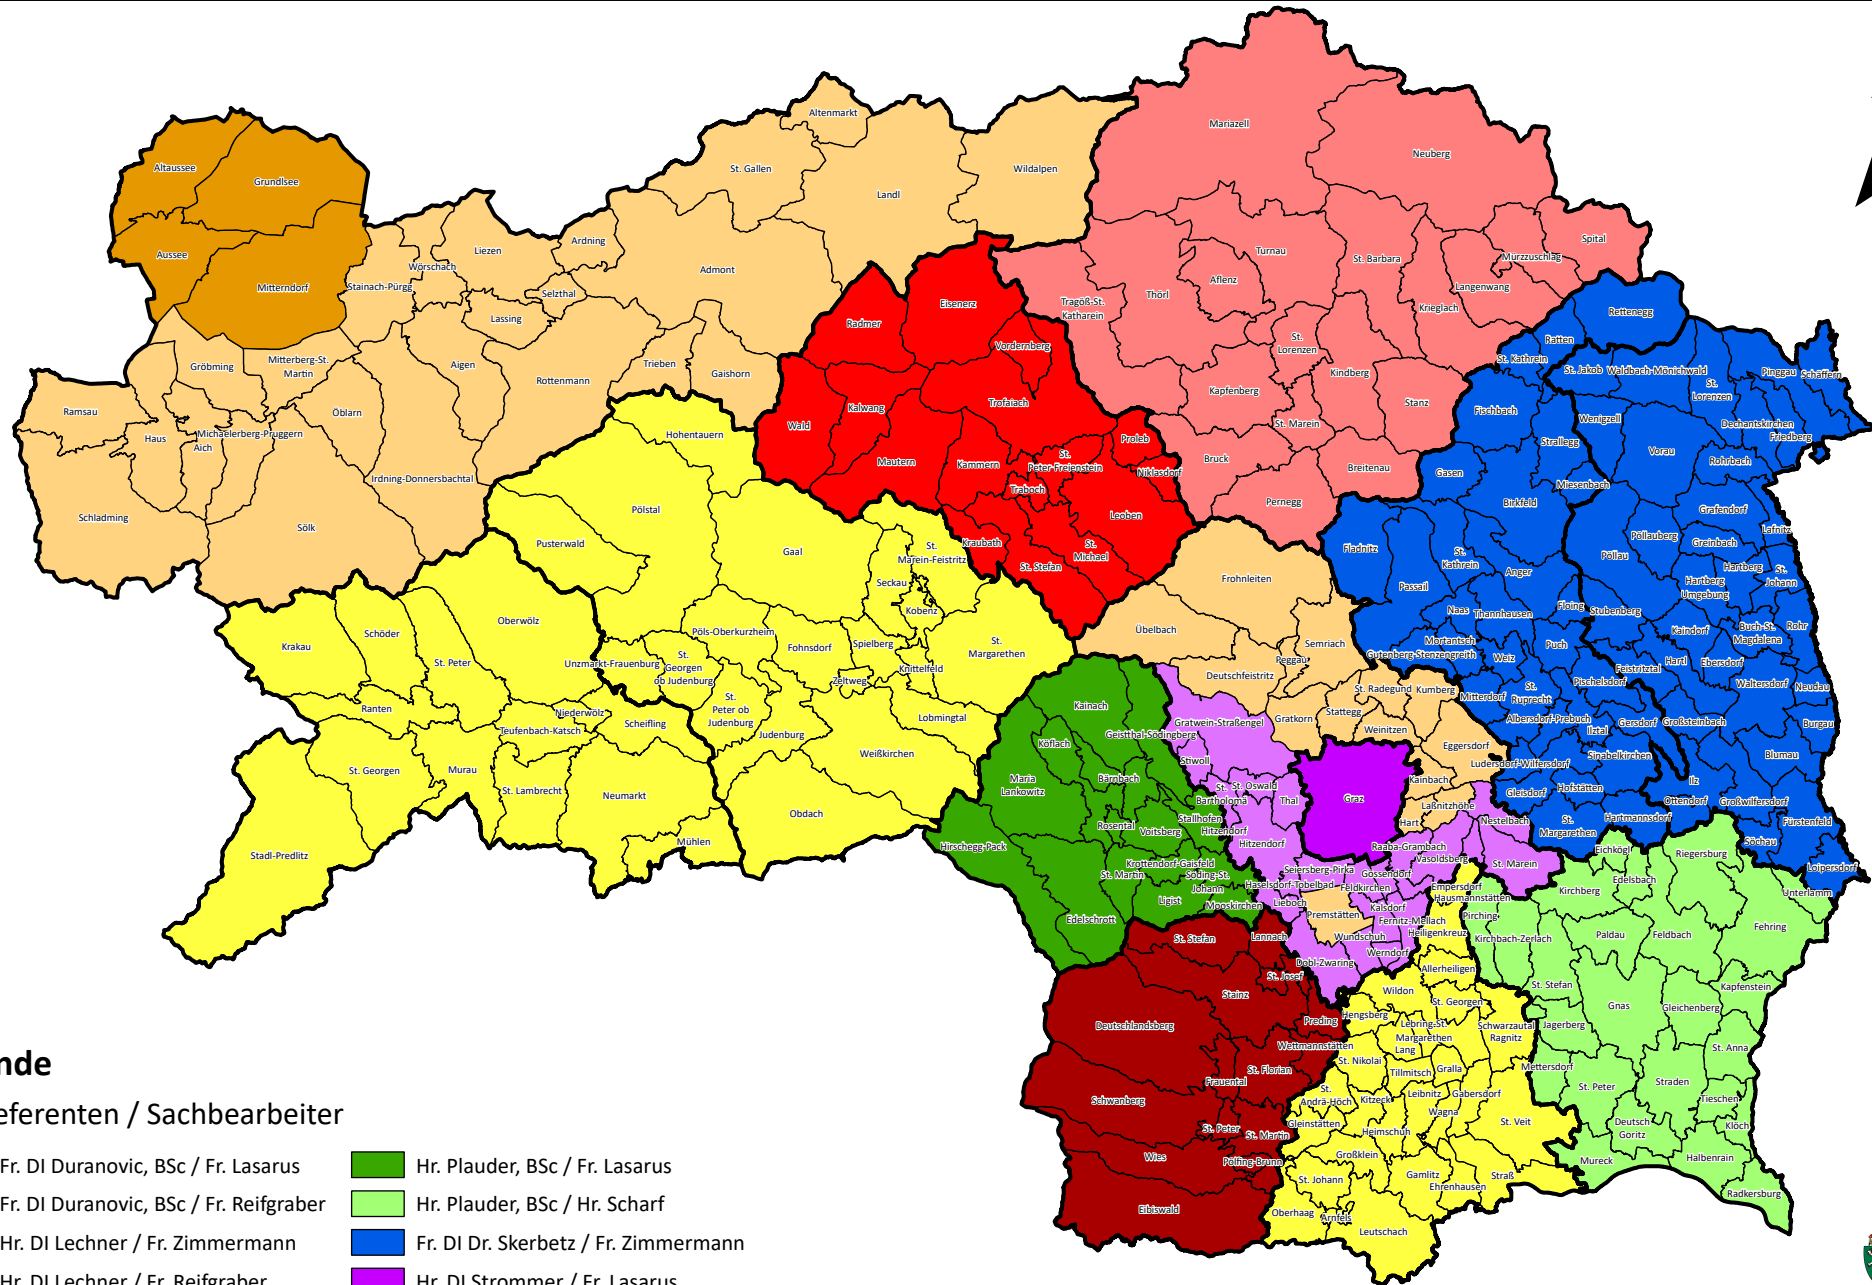 Altaussee
Grundlsee
Aussee
Mitterndorf
Altenmarkt
St. Gallen
Landl
Wildalpen
Ardning
Liezen
Wörschach
Stainach-Pürgg
Selzthal
Lassing
Admont
Gröbming
Mitterberg-St.
Martin
Aigen
Rottenmann
Trieben
Gaishorn
Ramsau
Haus
Michaelerberg-Pruggern
Aich
Öblarn
Irdning-Donnersbachtal
Schladming
Sölk
Mariazell
Neuberg
Spital
Mürzzuschlag
Turnau
St. Barbara
Langenwang
Krieglach
Aflenz
Thörl
Tragöß-St.
Katharein
St.
Lorenzen
Kindberg
Kapfenberg
Stanz
St. Marein
Bruck
Breitenau
Pernegg
Eisenerz
Radmer
Vordernberg
Trofaiach
Kalwang
Wald
Mautern
Kammern
St.
Peter-Freienstein
Proleb
Niklasdorf
Traboch
Leoben
Kraubath
St. Stefan
St.
Michael
Hohentauern
Pölstal
Pusterwald
Gaal
St.
Marein-Feistritz
Seckau
Kobenz
Oberwölz
Schöder
Krakau
St. Peter
Ranten
Pöls-Oberkurzheim
Fohnsdorf
Spielberg
St.
Margarethen
Unzmarkt-Frauenburg
St.
Georgen
ob Judenburg
Zeltweg
Knittelfeld
St.
Peter ob
Judenburg
Judenburg
Lobmingtal
Weißkirchen
Niederwölz
Scheifling
Teufenbach-Katsch
St. Georgen
Murau
St. Lambrecht
Neumarkt
Mühlen
Obdach
Stadl-Predlitz
Rettenegg
Ratten
St. Kathrein
St. Jakob
Waldbach-Mönichwald
St.
Lorenzen
Pinggau
Schäffern
Dechantskirchen
Friedberg
Fischbach
Wenigzell
Strallegg
Vorau
Rohrbach
Gasen
Miesenbach
Birkfeld
Grafendorf
Lafnitz
Greinbach
Pöllauberg
Pöllau
Hartberg
Hartberg
Umgebung
St.
Johann
Fladnitz
St.
Kathrein
Passail
Anger
Naas
Thannhausen
Floing
Stubenberg
Kaindorf
Buch-St.
Magdalena
Rohr
Mortantsch
Gutenberg-Stenzengreith
Weiz
Puch
Feistritztal
Hartl
Ebersdorf
Waltersdorf
Neudau
Pischelsdorf
Mitterdorf
St.
Ruprecht
Albersdorf-Prebuch
Ilztal
Gersdorf
Großsteinbach
Burgau
Sinabelkirchen
Blumau
Ludersdorf-Wilfersdorf
Gleisdorf
Hofstätten
Ilz
Ottendorf
Großwilfersdorf
Fürstenfeld
St.
Margarethen
Hartmannsdorf
Söchau
Loipersdorf
Frohnleiten
Übelbach
Semriach
Peggau
Deutschfeistritz
St. Radegund
Kumberg
Stattegg
Gratkorn
Weinitzen
Eggersdorf
Kainbach
Laßnitzhöhe
Hart
Gratwein-Straßengel
Stiwoll
St.
Bartholomä
St. Oswald
Thal
Graz
Hitzendorf
Hitzendorf
Nestelbach
Raaba-Grambach
Vasoldsberg
St. Marein
Seiersberg-Pirka
Gössendorf
Haselsdorf-Tobelbad
Feldkirchen
Hausmannstätten
Empersdorf
Lieboch
Kalsdorf
Premstätten
Fernitz-Mellach
Wundschuh
Heiligenkreuz
Werndorf
Dobl-Zwaring
Kainach
Geistthal-Södingberg
Köflach
Bärnbach
Maria
Lankowitz
Rosental
Voitsberg
Stallhofen
Hirschegg-Pack
Krottendorf-Gaisfeld
St. Martin
Söding-St.
Johann
Ligist
Mooskirchen
Edelschrott
St. Stefan
Lannach
St. Josef
Stainz
Deutschlandsberg
Preding
Wettmannstätten
St. Florian
Frauental
Schwanberg
St. Peter
St. Martin
Wies
Pölfing-Brunn
Eibiswald
Allerheiligen
Wildon
St. Georgen
Hengsberg
Lebring-St.
Margarethen
Lang
Schwarzautal
Ragnitz
St. Nikolai
Tillmitsch
Gralla
Leibnitz
Gabersdorf
St.
Andrä-Höch
Kitzeck
Wagna
St. Veit
Gleinstätten
Heimschuh
Großklein
Gamlitz
Straß
Ehrenhausen
St. Johann
Oberhaag
Arnfels
Leutschach
Eichkögl
Riegersburg
Edelsbach
Kirchberg
Unterlamm
Pirching
Kirchbach-Zerlach
Paldau
Feldbach
Fehring
St. Stefan
Gnas
Gleichenberg
Kapfenstein
Jagerberg
St. Anna
Mettersdorf
St. Peter
Straden
Tieschen
Klöch
Deutsch
Goritz
Mureck
Halbenrain
Radkersburg
nde
eferenten / Sachbearbeiter
Fr. DI Duranovic, BSc / Fr. Lasarus
Fr. DI Duranovic, BSc / Fr. Reifgraber
Hr. DI Lechner / Fr. Zimmermann
Hr. DI Lechner / Fr. Reifgraber
Hr. Plauder, BSc / Fr. Lasarus
Hr. Plauder, BSc / Hr. Scharf
Fr. DI Dr. Skerbetz / Fr. Zimmermann
Hr. DI Strommer / Fr. Lasarus